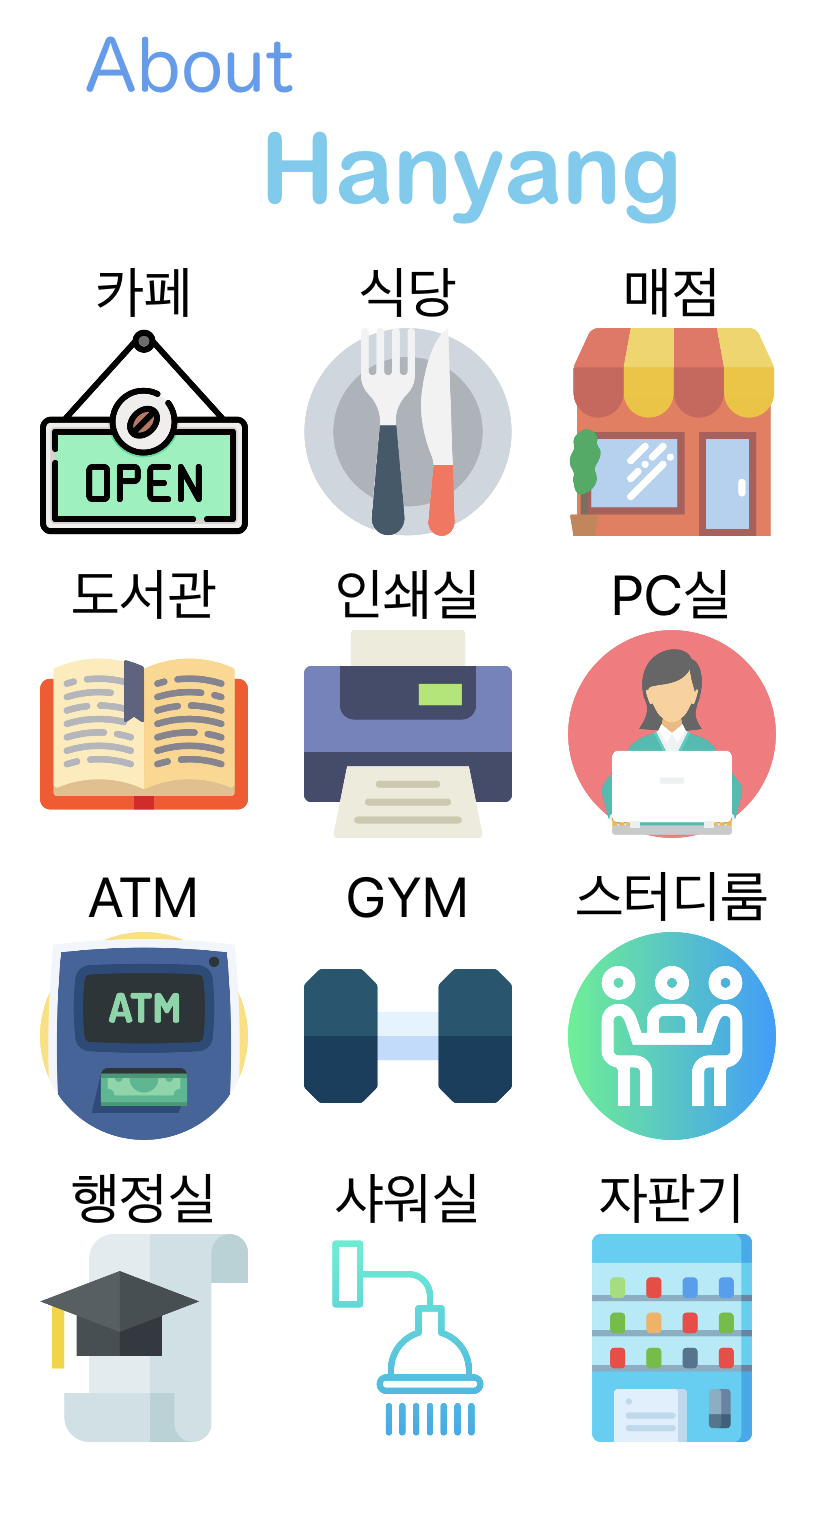 About
Hanyang
카페 식당 매점
OPEN
도서관 인쇄실 PC실
ATM GYM 스터디룸
ATM
행정실 샤워실 자판기